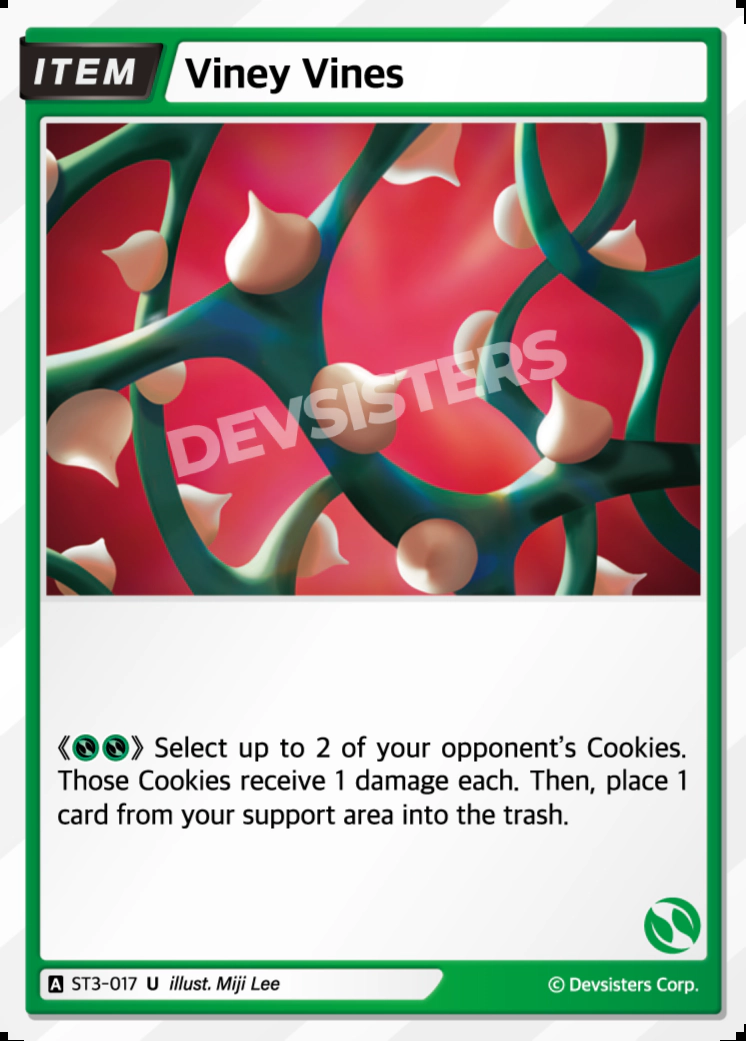 ITEM
Viney Vines
DEVSISTERS
《》 Select up to 2 of your opponent's Cookies.
Those Cookies receive 1 damage each. Then, place 1
card from your support area into the trash.
A ST3-017 U illust. Miji Lee
© Devsisters Corp.